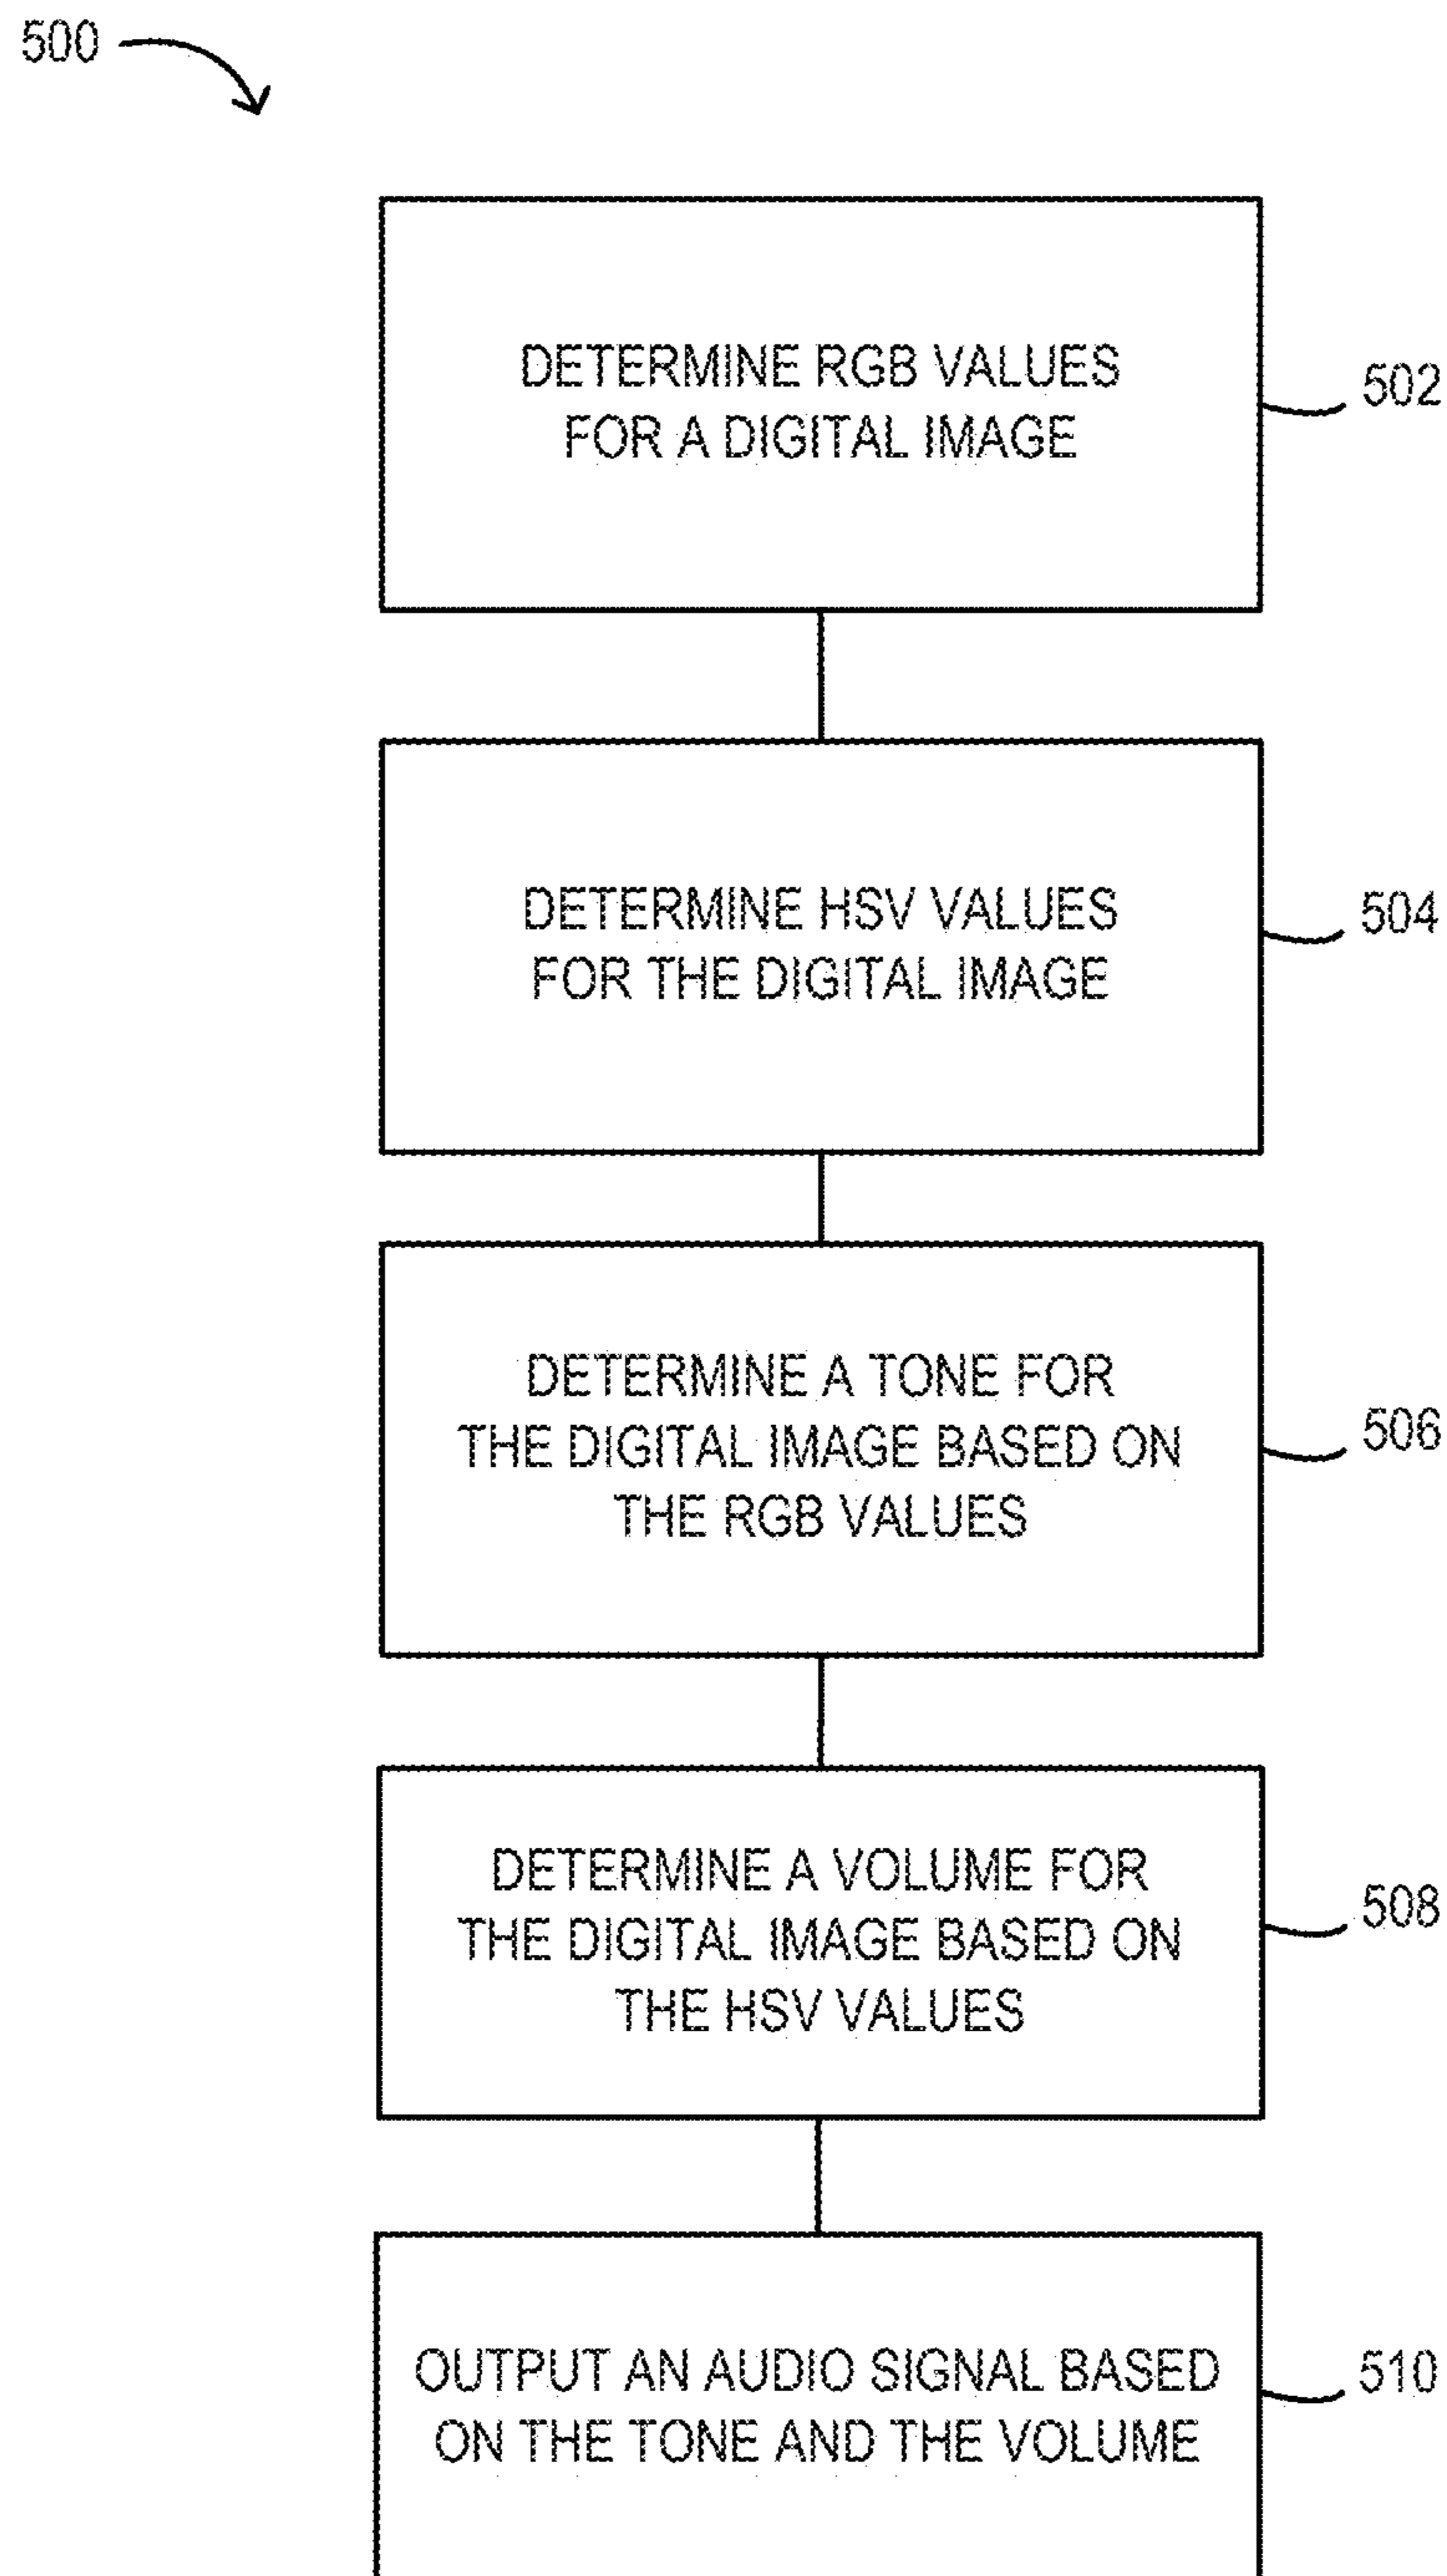 500
DETERMINE RGB VALUES
FOR A DIGITAL IMAGE
502
DETERMINE HSV VALUES
FOR THE DIGITAL IMAGE
504
DETERMINE A TONE FOR
THE DIGITAL IMAGE BASED ON
THE RGB VALUES
506
DETERMINE A VOLUME FOR
THE DIGITAL IMAGE BASED ON
THE HSV VALUES
508
OUTPUT AN AUDIO SIGNAL BASED
ON THE TONE AND THE VOLUME
510